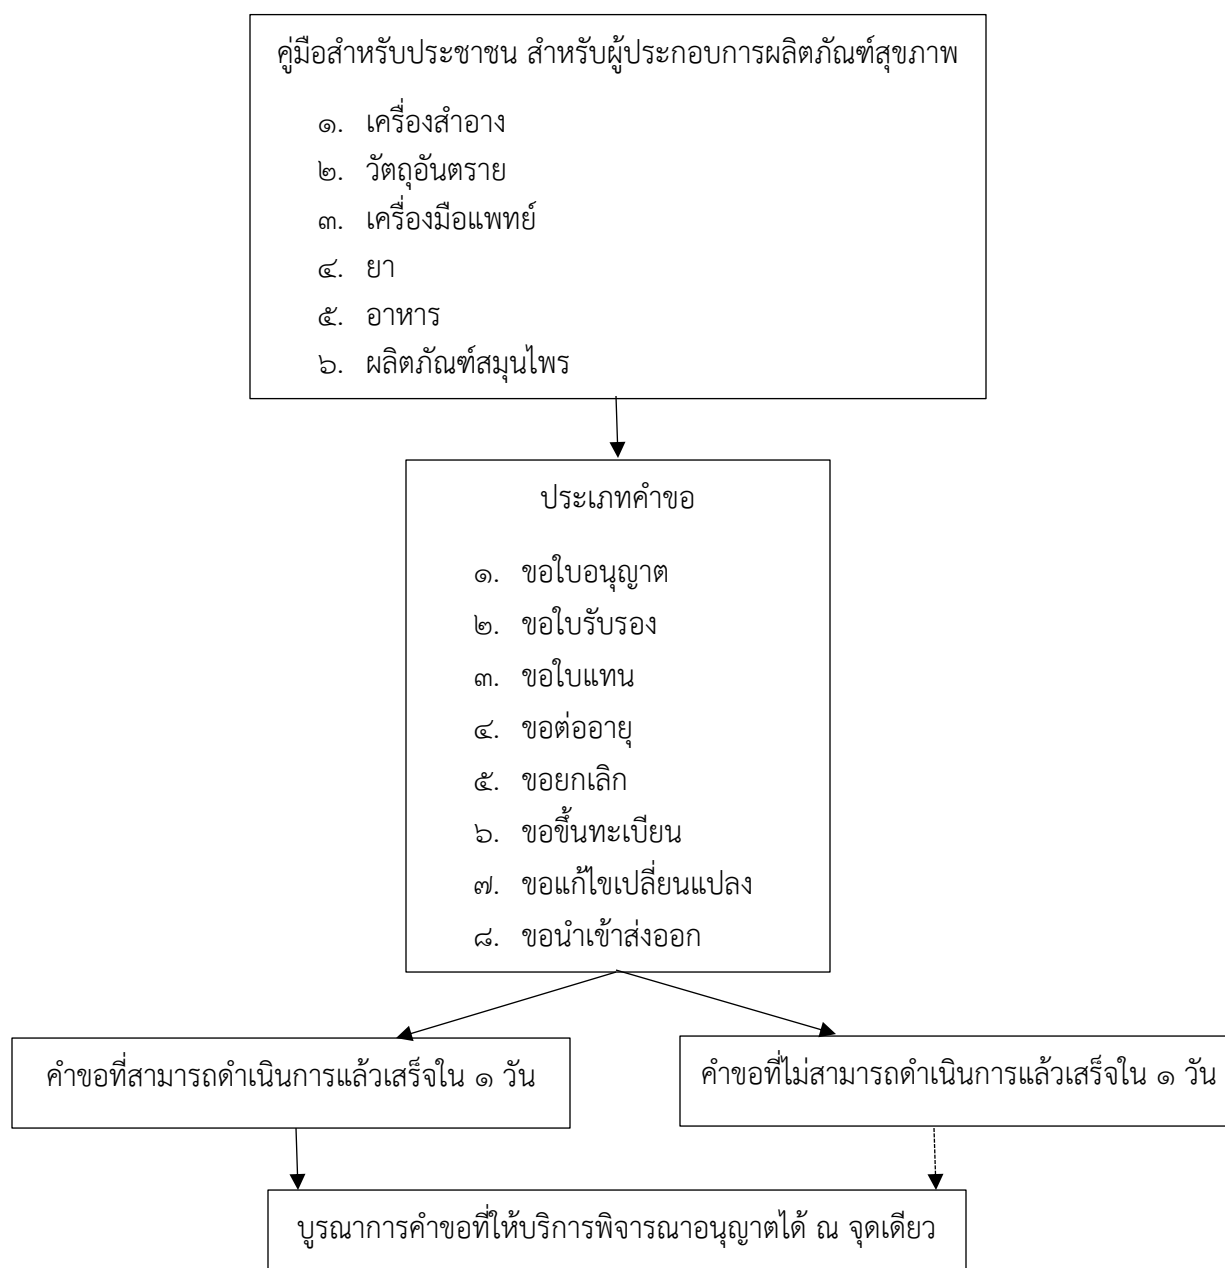 คู่มือสำหรับประชาชน สำหรับผู้ประกอบการผลิตภัณฑ์สุขภาพ
๑. เครื่องสำอาง
๒. วัตถุอันตราย
๓. เครื่องมือแพทย์
๔. ยา
๕. อาหาร
๖. ผลิตภัณฑ์สมุนไพร
ประเภทคำขอ
๑. ขอใบอนุญาต
๒. ขอใบรับรอง
๓. ขอใบแทน
๔. ขอต่ออายุ
๕. ขอยกเลิก
๖. ขอขึ้นทะเบียน
๗. ขอแก้ไขเปลี่ยนแปลง
๘. ขอนำเข้าส่งออก
คำขอที่สามารถดำเนินการแล้วเสร็จใน ๑ วัน
คำขอที่ไม่สามารถดำเนินการแล้วเสร็จใน ๑ วัน
บูรณาการคำขอที่ให้บริการพิจารณาอนุญาตได้ ณ จุดเดียว